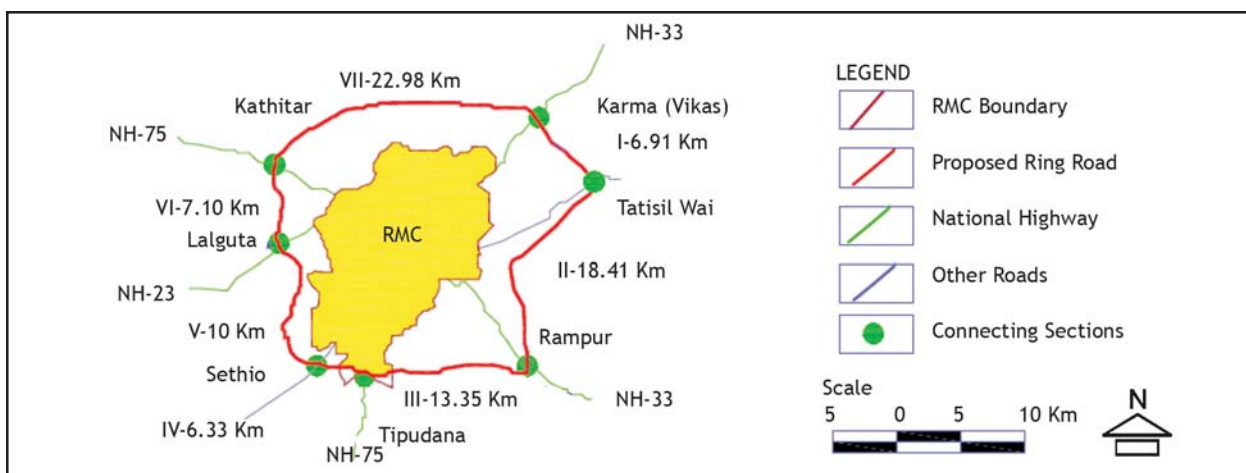 NH-33
VII-22.98 Km
Kathitar
Karma (Vikas)
NH-75
I-6.91 Km
VI-7.10 Km
Tatisil Wai
Lalguta
RMC
II-18.41 Km
NH-23
V-10 Km
Rampur
Sethio
III-13.35 Km
NH-33
IV-6.33 Km
Tipudana
NH-75
LEGEND
RMC Boundary
Proposed Ring Road
National Highway
Other Roads
Connecting Sections
Scale
5 0 5 10 Km
N